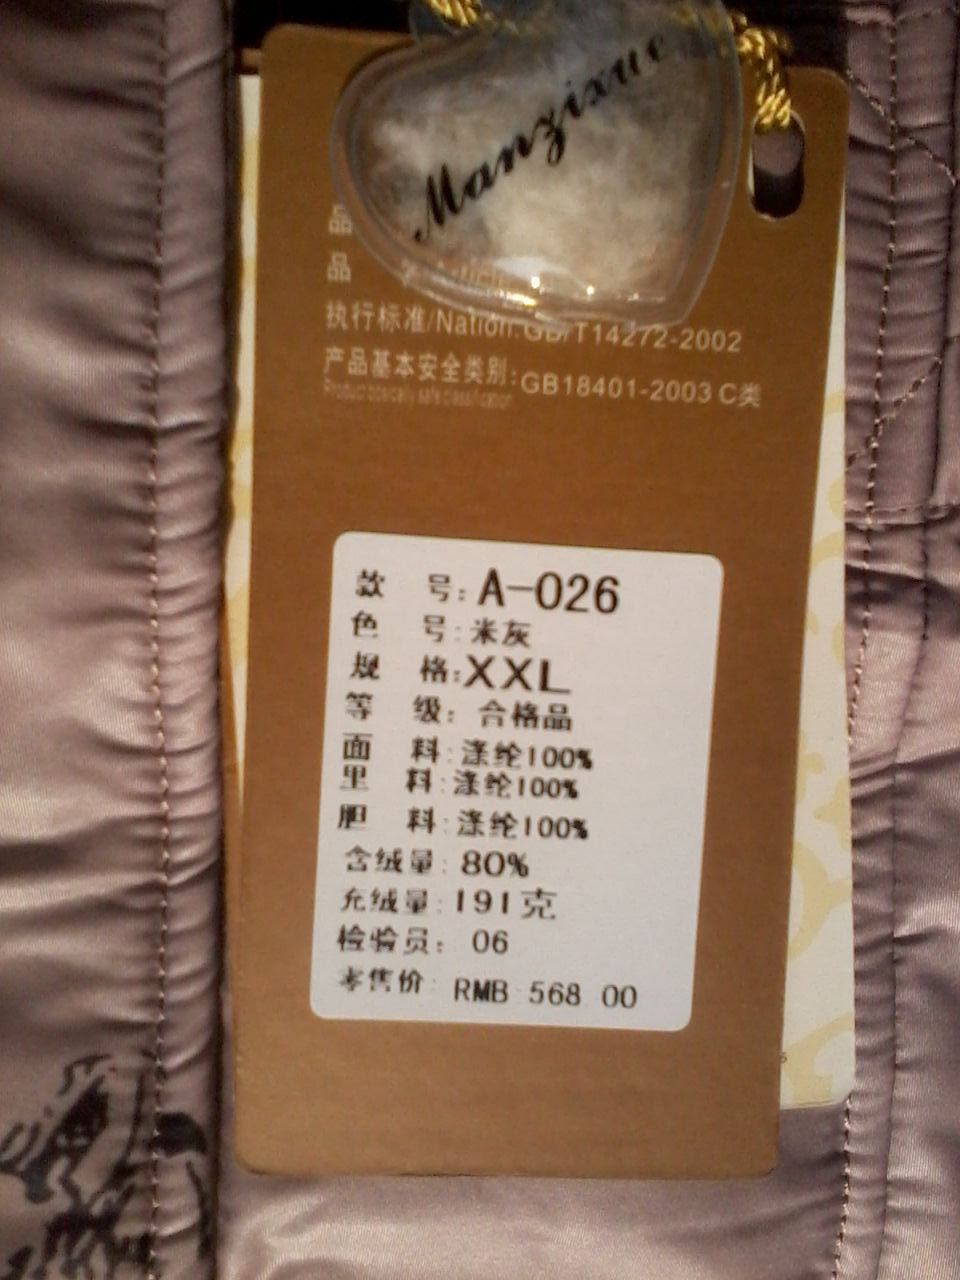 Manzixue
品
品
执行标准/Nation:GB/T14272-2002
产品基本安全类别:GB18401-2003 C类
款 号: A-026
色 号: 米灰
规 格: XXL
等 级: 合格品
面 料: 涤纶100%
里 料: 涤纶100%
胆 料: 涤纶100%
含绒量: 80%
充绒量: 191克
检验员: 06
零售价: RMB 568 00